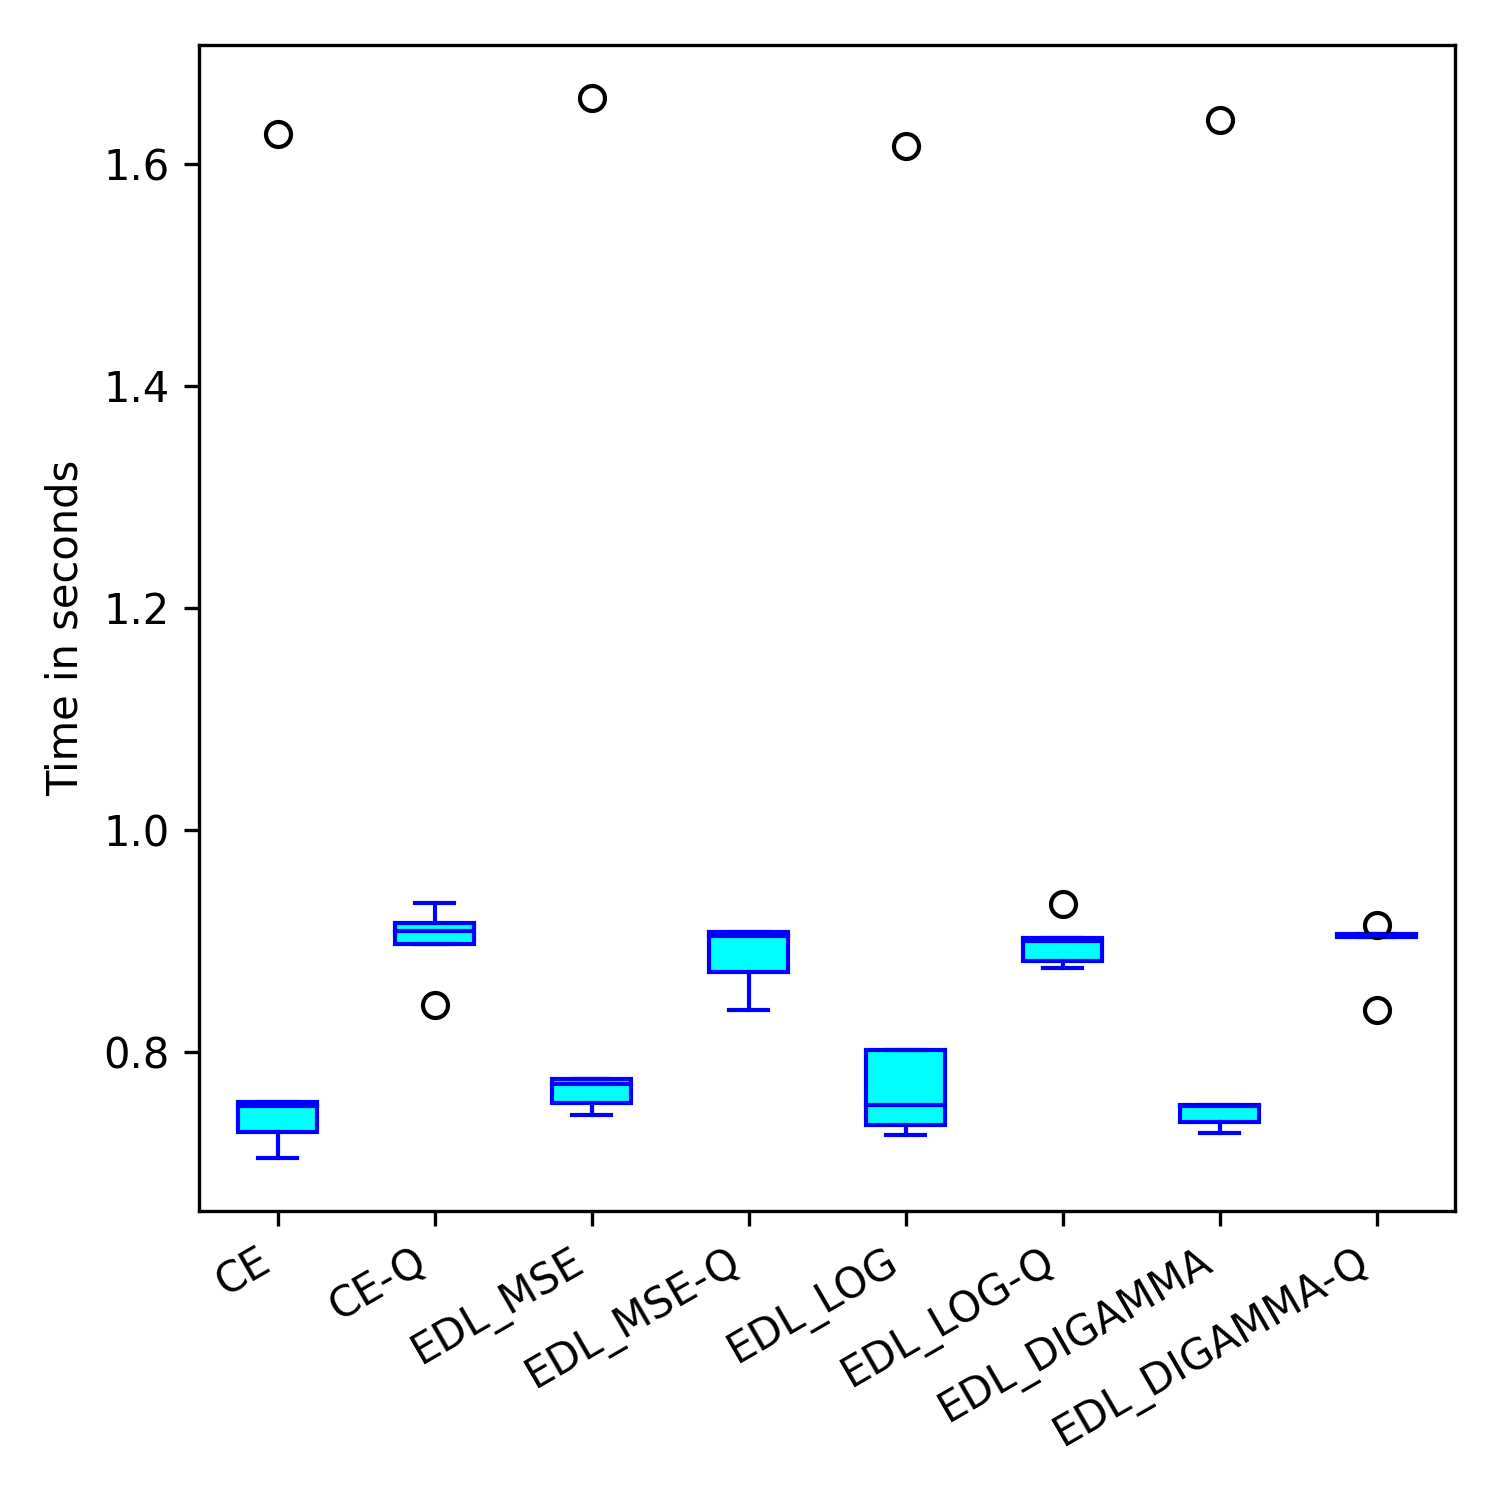 Time in seconds
1.6
1.4
1.2
1.0
0.8
CE
CE-Q
EDL_MSE
EDL_MSE-Q
EDL_LOG
EDL_LOG-Q
EDL_DIGAMMA
EDL_DIGAMMA-Q